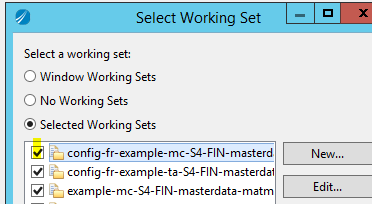 Select Working Set
Select a working set:
Window Working Sets
No Working Sets
Selected Working Sets
config-fr-example-mc-S4-FIN-masterd
New...
config-fr-example-ta-S4-FIN-masterdat
example-mc-S4-FIN-masterdata-matm
Edit...